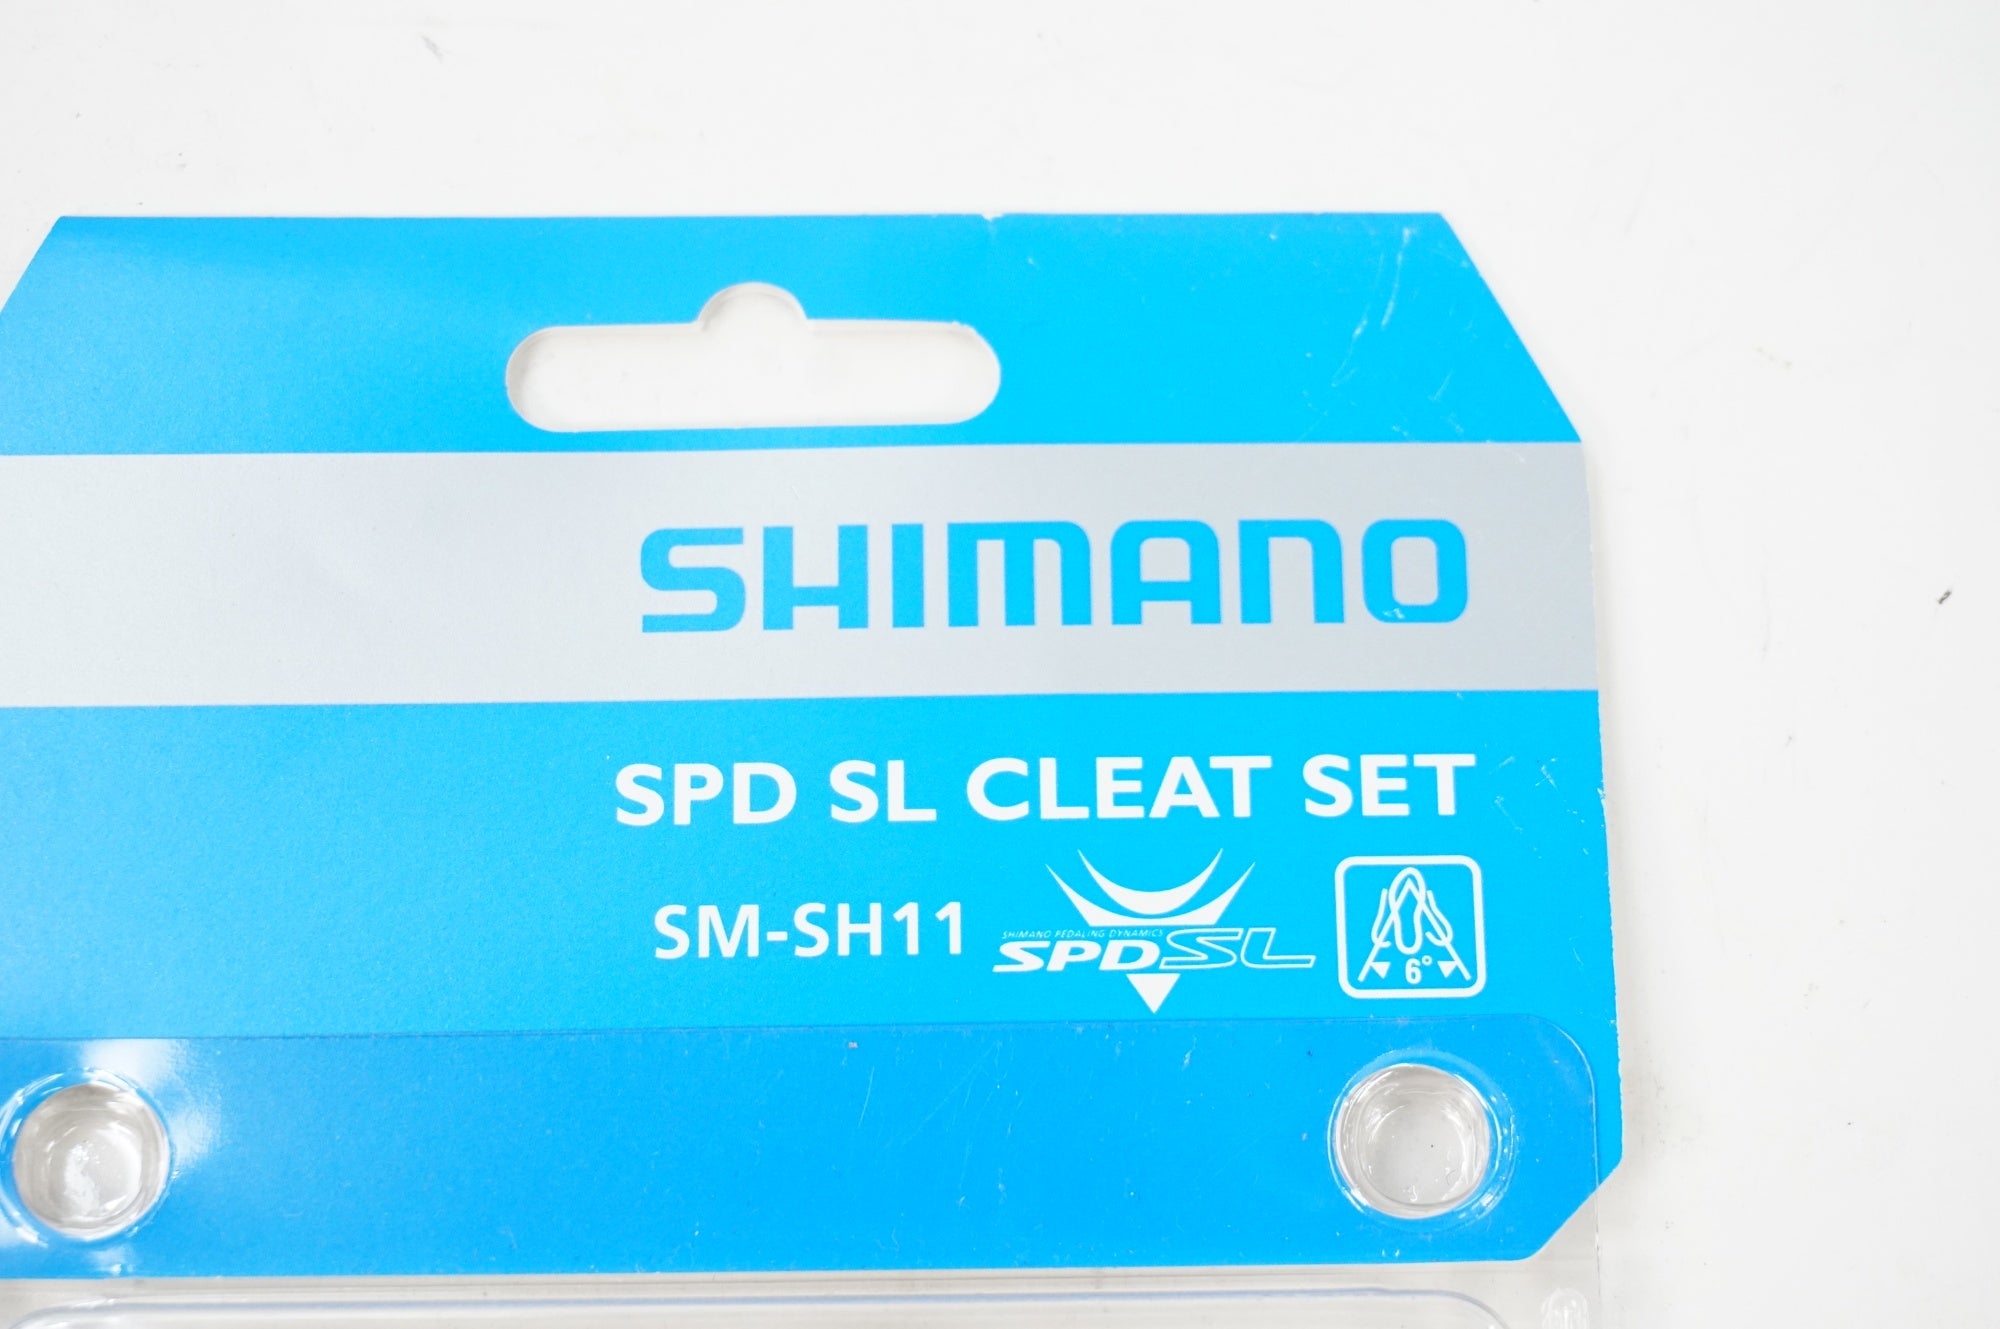 SHIMANO
SPD SL CLEAT SET
SM-SH11
SHIMANO PEDALING DYNAMICS
SPD SL
6°